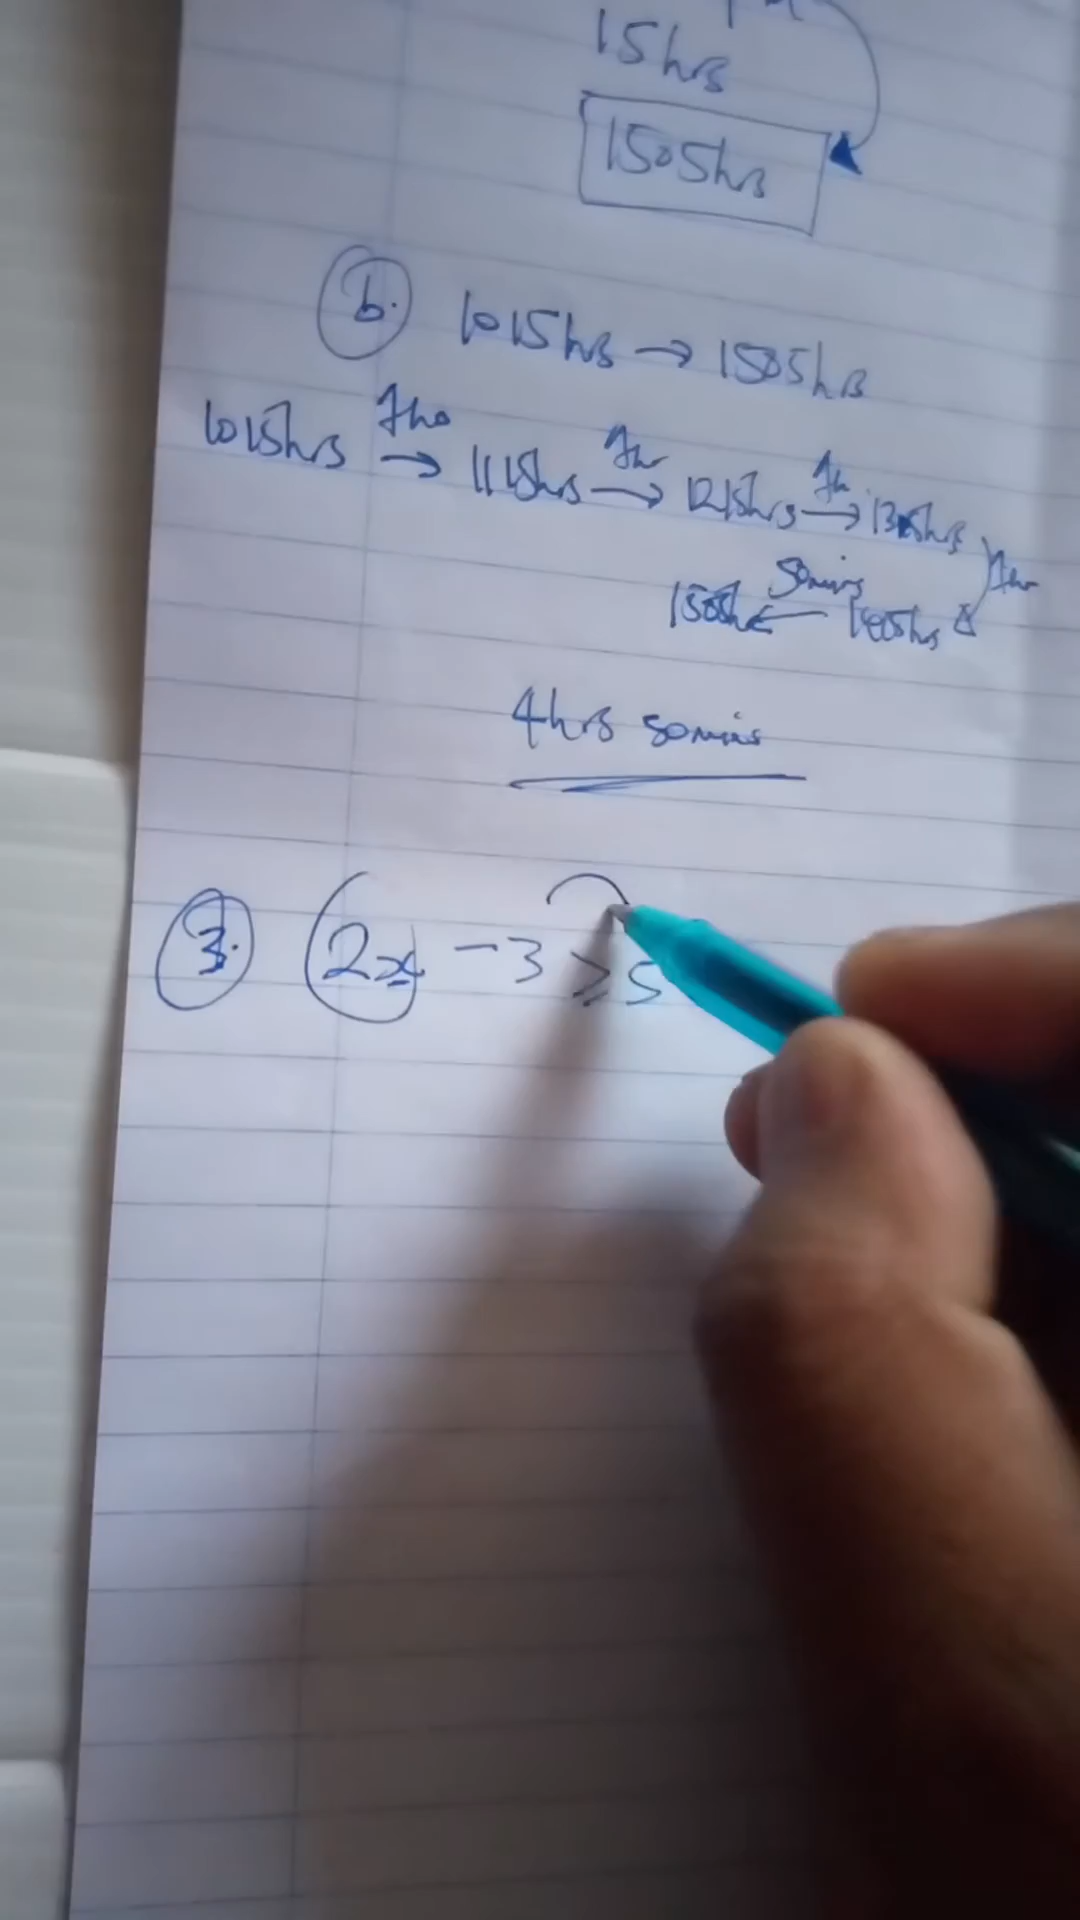 15hrs
1505hrs
b. 1015hrs → 1505hrs
1015hrs 1hr → 1115hrs 1hr → 1215hrs 1hr → 1315hrs 1hr
1505hr ← 50mins 1415hrs
4hrs 50mins
3. 2x - 3 ≥ 5